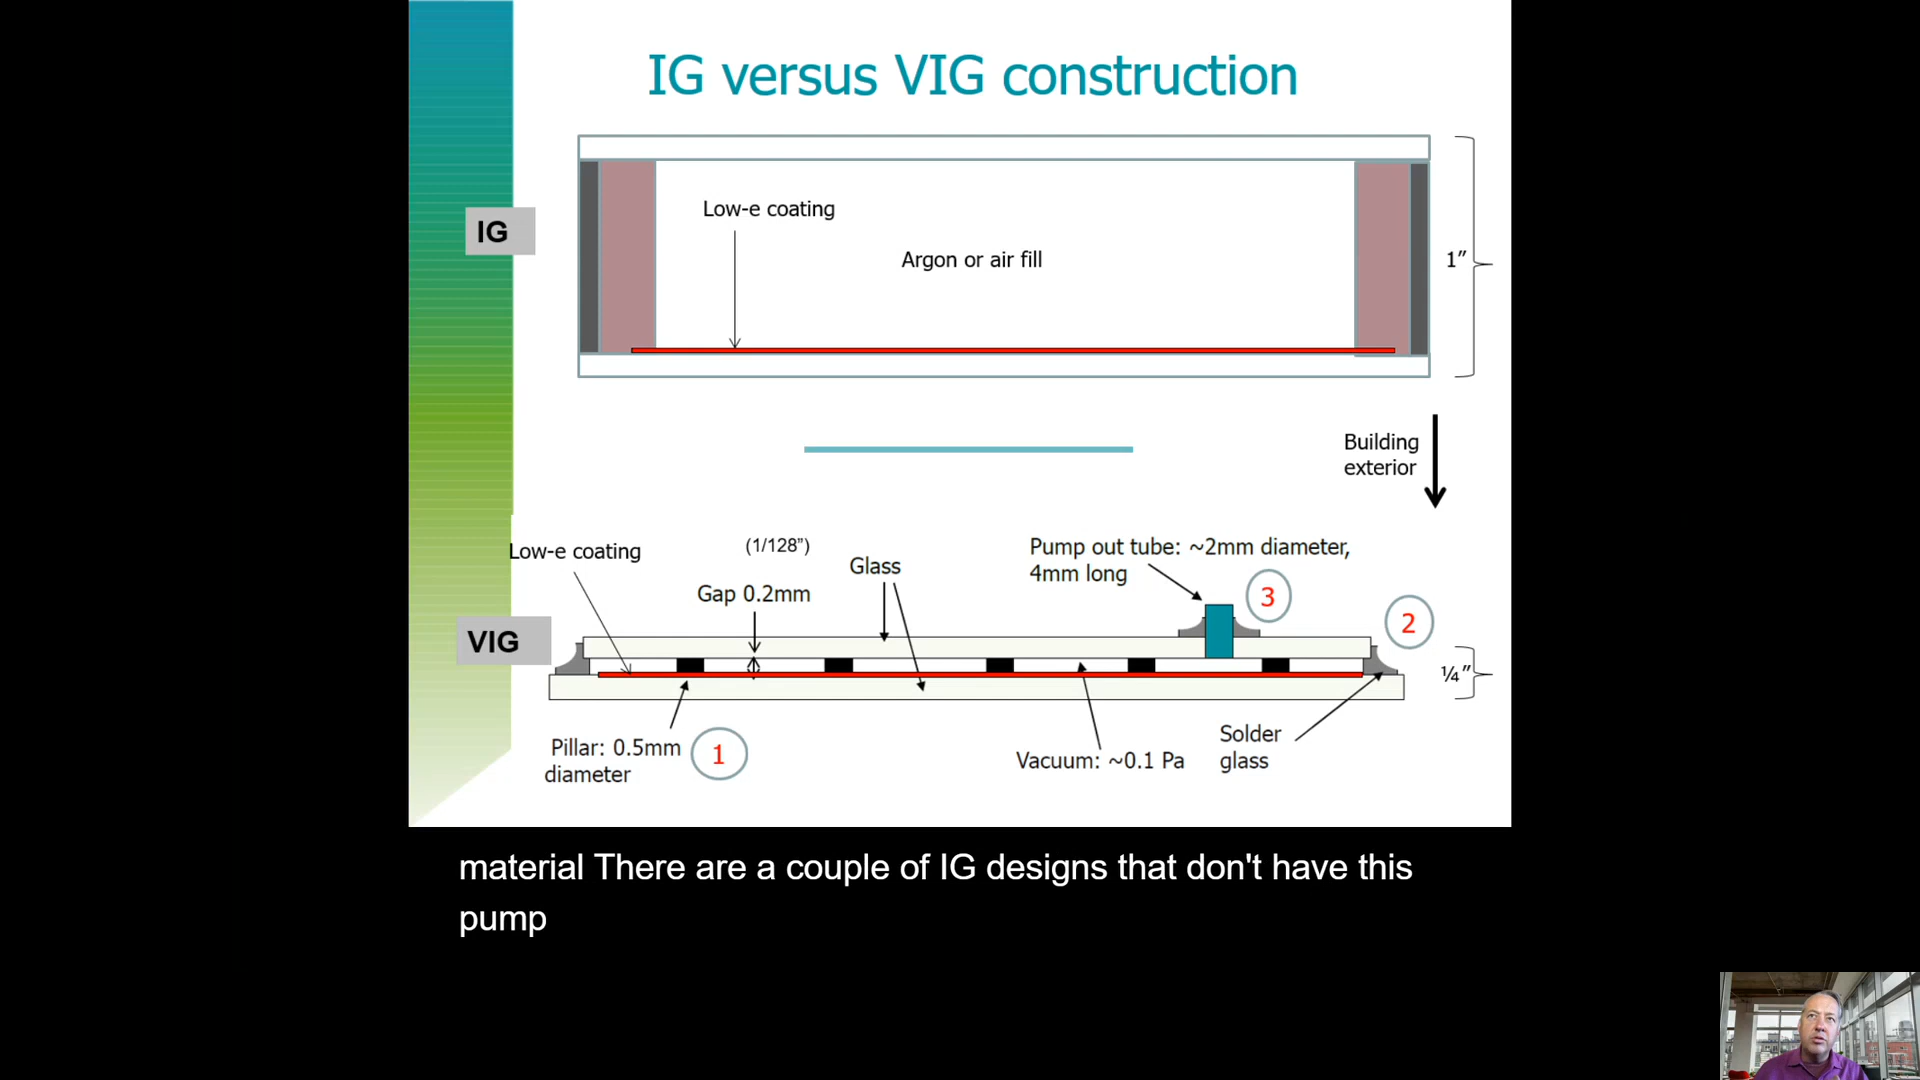 IG versus VIG construction
IG
Low-e coating
Argon or air fill
1”
Building
exterior
Low-e coating
(1/128”)
Gap 0.2mm
Glass
Pump out tube: ~2mm diameter,
4mm long
3
2
VIG
¼”
Pillar: 0.5mm
diameter
1
Vacuum: ~0.1 Pa
Solder
glass
material There are a couple of IG designs that don't have this
pump